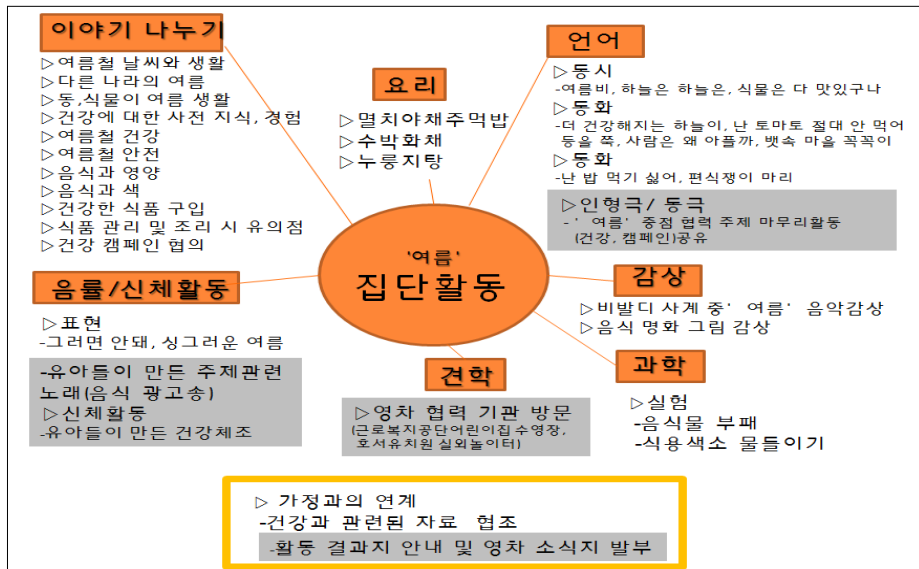 이야기 나누기
▷여름철 날씨와 생활
▷다른 나라의 여름
▷동,식물이 여름 생활
▷건강에 대한 사전 지식, 경험
▷여름철 건강
▷여름철 안전
▷음식과 영양
▷음식과 색
▷건강한 식품 구입
▷식품 관리 및 조리 시 유의점
▷건강 캠페인 협의
요리
▷멸치야채주먹밥
▷수박화채
▷누룽지탕
언어
▷동시
-여름비, 하늘은 하늘은, 식물은 다 맛있구나
▷동화
-더 건강해지는 하늘이, 난 토마토 절대 안 먹어
등을 쭉, 사람은 왜 아플까, 뱃속 마을 꼭꼭이
▷동화
-난 밥 먹기 싫어, 편식쟁이 마리
▷인형극/ 동극
-' 여름' 중점 협력 주제 마무리활동
(건강, 캠페인)공유
'여름'
집단활동
음률/신체활동
▷표현
-그러면 안돼, 싱그러운 여름
-유아들이 만든 주제관련
노래(음식 광고송)
▷신체활동
-유아들이 만든 건강체조
견학
▷영차 협력 기관 방문
(근로복지공단어린이집 수영장,
호서유치원 실외놀이터)
감상
▷비발디 사계 중' 여름' 음악감상
▷음식 명화 그림 감상
과학
▷실험
-음식물 부패
-식용색소 물들이기
▷ 가정과의 연계
-건강과 관련된 자료 협조
-활동 결과지 안내 및 영차 소식지 발부